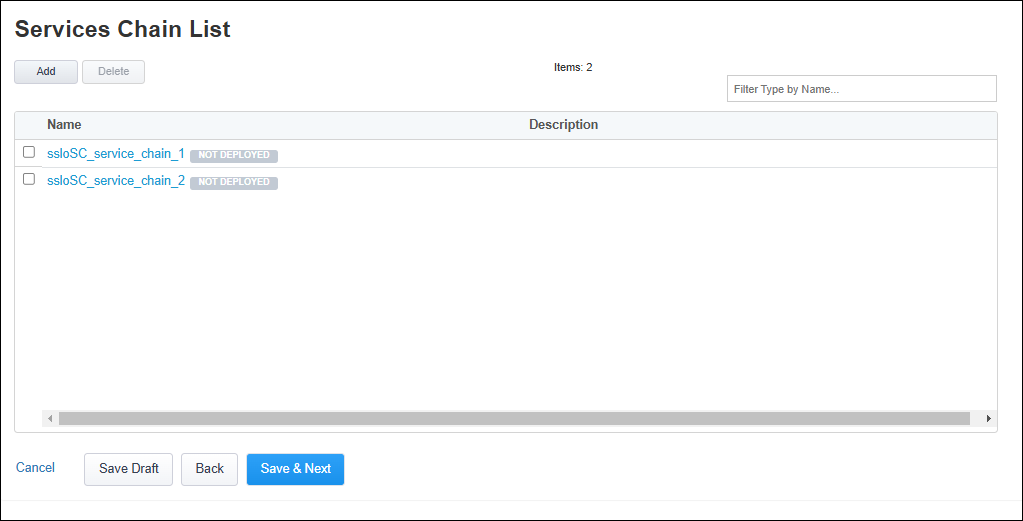 Services Chain List
Add Delete Items: 2
Filter Type by Name...
Name Description
ssloSC_service_chain_1 NOT DEPLOYED
ssloSC_service_chain_2 NOT DEPLOYED
Cancel Save Draft Back Save & Next